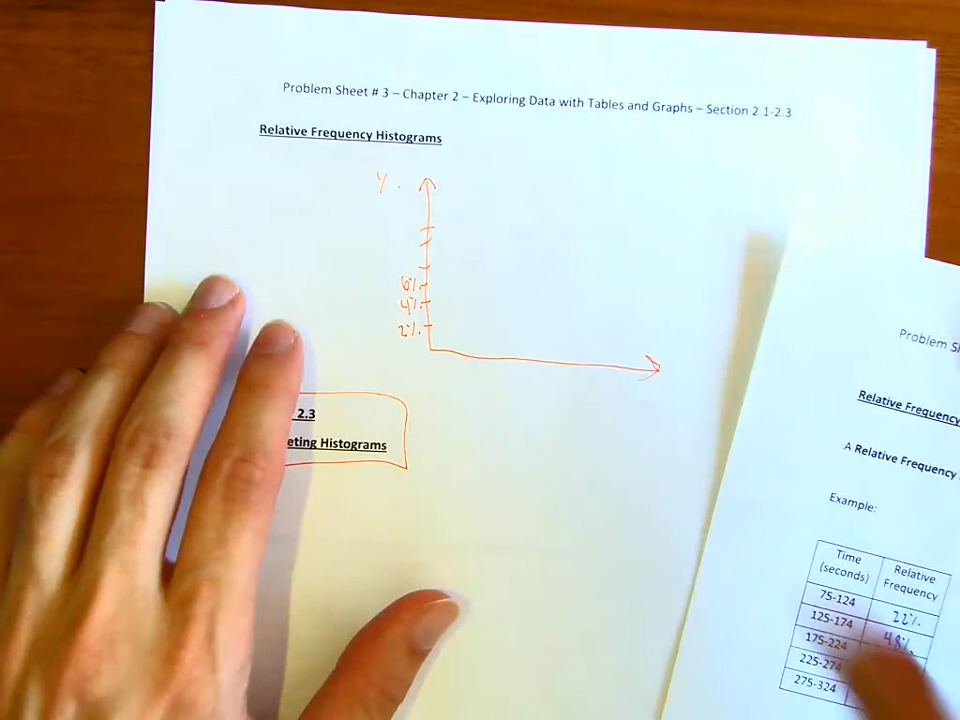 Problem Sheet # 3 – Chapter 2 – Exploring Data with Tables and Graphs – Section 2.1-2.3
Relative Frequency Histograms
Y
6%
4%
2%
2.3
Histograms
Problem
Relative Frequency
A Relative Frequency
Example:
Time (seconds) Relative Frequency
75-124 22%
125-174 48%
175-224
225-274
275-324